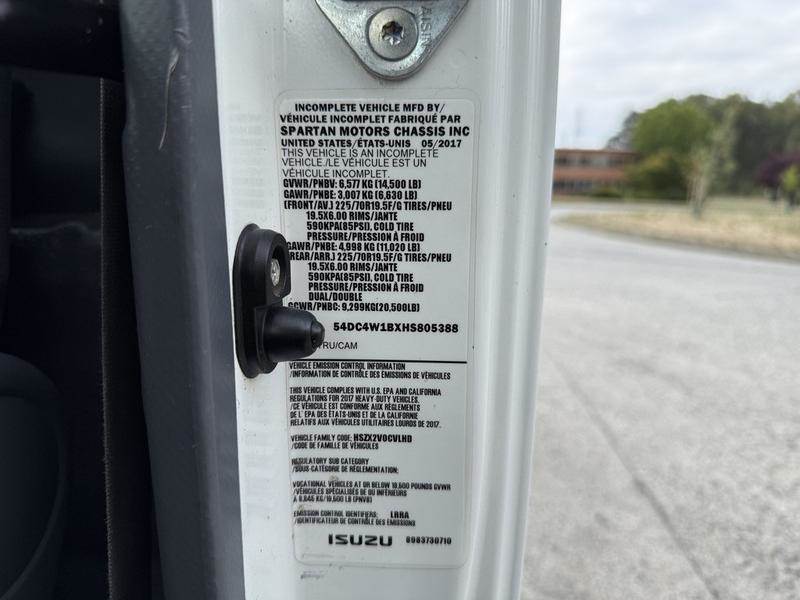 AISIN
INCOMPLETE VEHICLE MFD BY/
VÉHICULE INCOMPLET FABRIQUÉ PAR
SPARTAN MOTORS CHASSIS INC
UNITED STATES/ÉTATS-UNIS 05/2017
THIS VEHICLE IS AN INCOMPLETE
VEHICLE./LE VÉHICULE EST UN
VÉHICULE INCOMPLET.
GVWR/PNBV: 6,577 KG (14,500 LB)
GAWR/PNBE: 3,007 KG (6,630 LB)
(FRONT/AV.) 225/70R19.5F/G TIRES/PNEU
19.5X6.00 RIMS/JANTE
590KPA(85PSI), COLD TIRE
PRESSURE/PRESSION À FROID
GAWR/PNBE: 4,998 KG (11,020 LB)
REAR/ARR.) 225/70R19.5F/G TIRES/PNEU
19.5X6.00 RIMS/JANTE
590KPA(85PSI), COLD TIRE
PRESSURE/PRESSION À FROID
DUAL/DOUBLE
GCWR/PNBC: 9,299KG(20,500LB)
54DC4W1BXHS805388
TRU/CAM
VEHICLE EMISSION CONTROL INFORMATION
/INFORMATION DE CONTRÔLE DES ÉMISSIONS DE VÉHICULES
THIS VEHICLE COMPLIES WITH U.S. EPA AND CALIFORNIA
REGULATIONS FOR 2017 HEAVY-DUTY VEHICLES.
/CE VÉHICULE EST CONFORME AUX RÈGLEMENTS
DE L' EPA DES ÉTATS-UNIS ET DE LA CALIFORNIE
RELATIFS AUX VÉHICULES UTILITAIRES LOURDS DE 2017.
VEHICLE FAMILY CODE: HSZX2VOCVLHD
/CODE DE FAMILLE DE VÉHICULES
REGULATORY SUB CATEGORY
/SOUS-CATÉGORIE DE RÉGLEMENTATION:
VOCATIONAL VEHICLES AT OR BELOW 19,500 POUNDS GVWR
/VÉHICULES SPÉCIALISÉS DE OU INFÉRIEURS
À 8,845 KG/19,500 LB (PNVB)
EMISSION CONTROL IDENTIFIERS: LRRA
/IDENTIFICATEUR DE CONTRÔLE DES ÉMISSIONS
ISUZU 8983730710